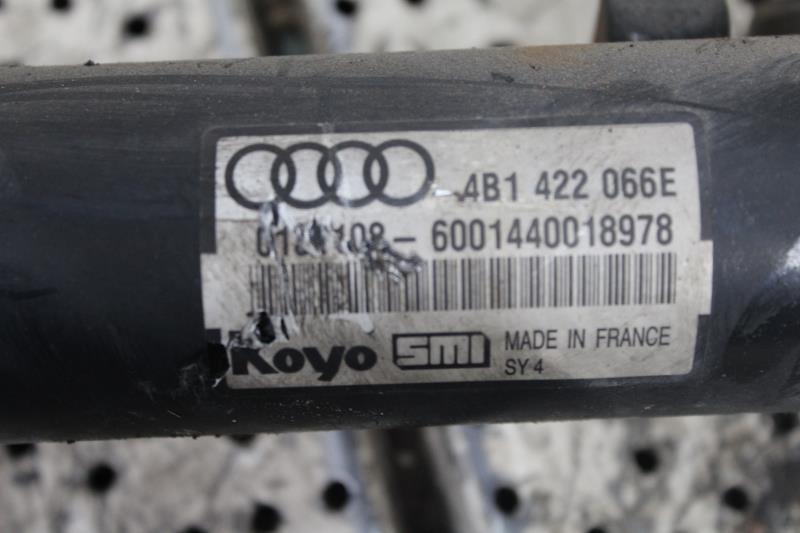 4B1 422 066E
6001440018978
Koyo SMI MADE IN FRANCE
SY 4